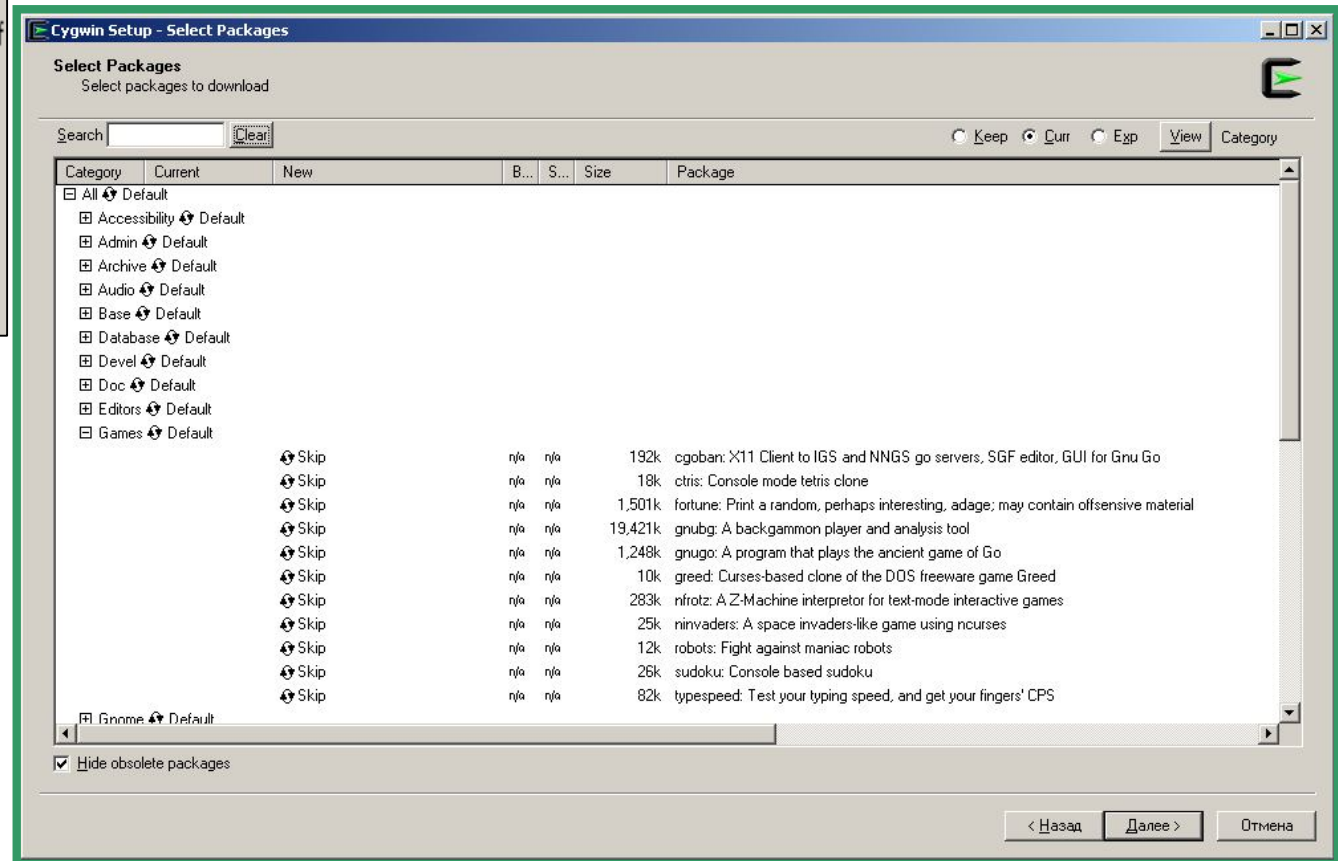 f
Cygwin Setup - Select Packages
Select Packages
Select packages to download
Search Clear Keep Curr Exp View Category
Category Current New B... S... Size Package
All Default
Accessibility Default
Admin Default
Archive Default
Audio Default
Base Default
Database Default
Devel Default
Doc Default
Editors Default
Games Default
Skip n/a n/a 192k cgoban: X11 Client to IGS and NNGS go servers, SGF editor, GUI for Gnu Go
Skip n/a n/a 18k ctris: Console mode tetris clone
Skip n/a n/a 1,501k fortune: Print a random, perhaps interesting, adage; may contain offsensive material
Skip n/a n/a 19,421k gnubg: A backgammon player and analysis tool
Skip n/a n/a 1,248k gnugo: A program that plays the ancient game of Go
Skip n/a n/a 10k greed: Curses-based clone of the DOS freeware game Greed
Skip n/a n/a 283k nfrotz: A Z-Machine interpretor for text-mode interactive games
Skip n/a n/a 25k ninvaders: A space invaders-like game using ncurses
Skip n/a n/a 12k robots: Fight against maniac robots
Skip n/a n/a 26k sudoku: Console based sudoku
Skip n/a n/a 82k typespeed: Test your typing speed, and get your fingers' CPS
Gnome Default
Hide obsolete packages
< Назад Далее > Отмена